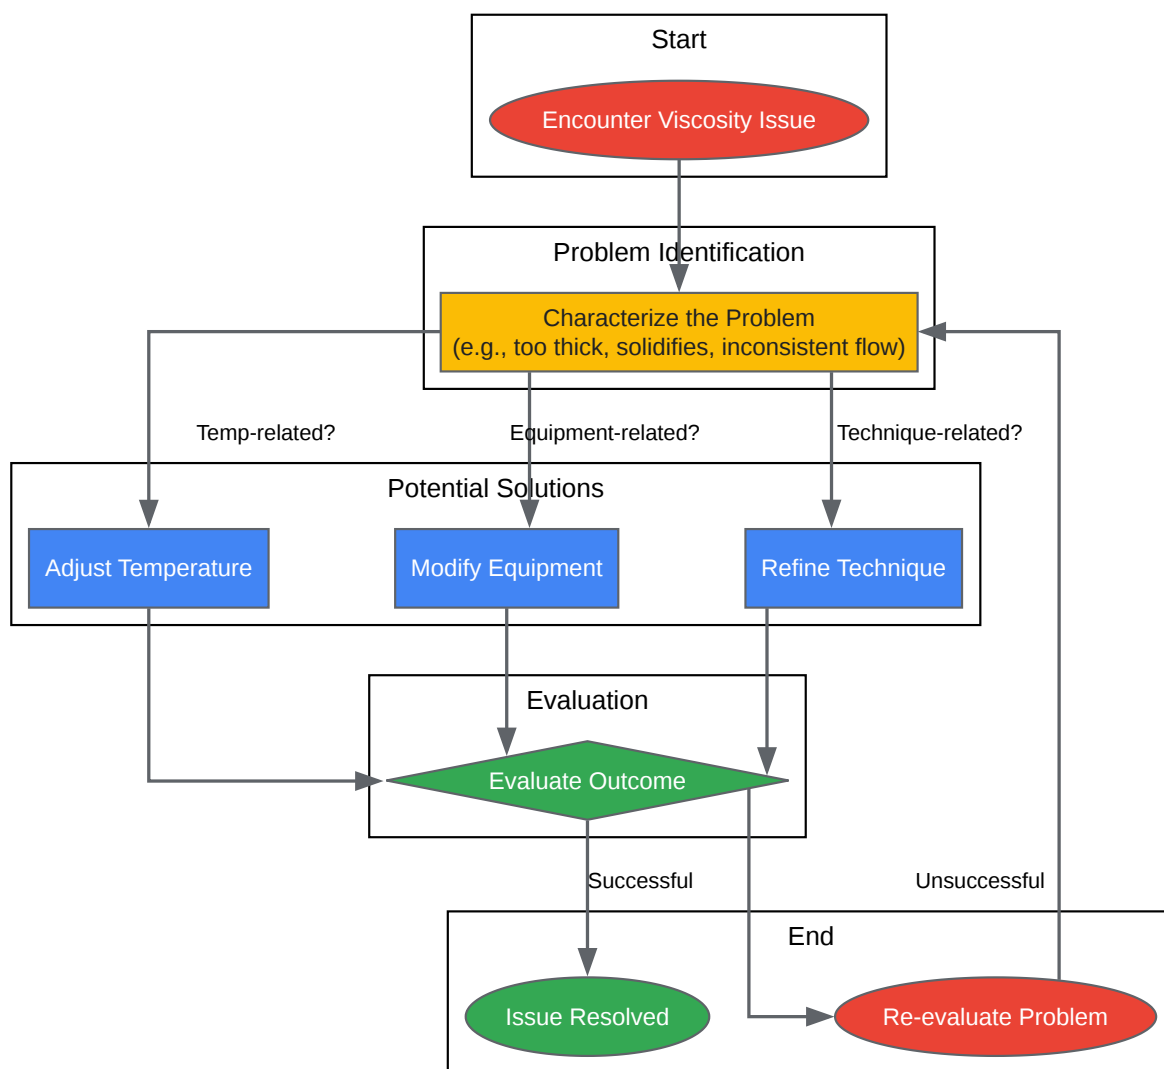 Start
Encounter Viscosity Issue
Problem Identification
Characterize the Problem
(e.g., too thick, solidifies, inconsistent flow)
Temp-related?
Equipment-related?
Technique-related?
Potential Solutions
Adjust Temperature
Modify Equipment
Refine Technique
Evaluation
Evaluate Outcome
Successful
Unsuccessful
End
Issue Resolved
Re-evaluate Problem